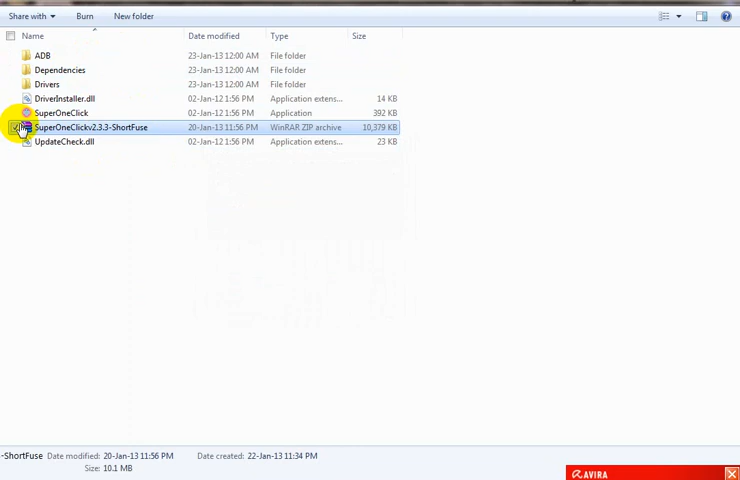 Share with Burn New folder
Name Date modified Type Size
ADB 23-Jan-13 12:00 AM File folder
Dependencies 23-Jan-13 12:00 AM File folder
Drivers 23-Jan-13 12:00 AM File folder
DriverInstaller.dll 02-Jan-12 1:56 PM Application extens... 14 KB
SuperOneClick 02-Jan-12 1:56 PM Application 392 KB
SuperOneClickv2.3.3-ShortFuse 20-Jan-13 11:56 PM WinRAR ZIP archive 10,379 KB
UpdateCheck.dll 02-Jan-12 1:56 PM Application extens... 23 KB
-ShortFuse Date modified: 20-Jan-13 11:56 PM Date created: 22-Jan-13 11:34 PM
Size: 10.1 MB
AVIRA